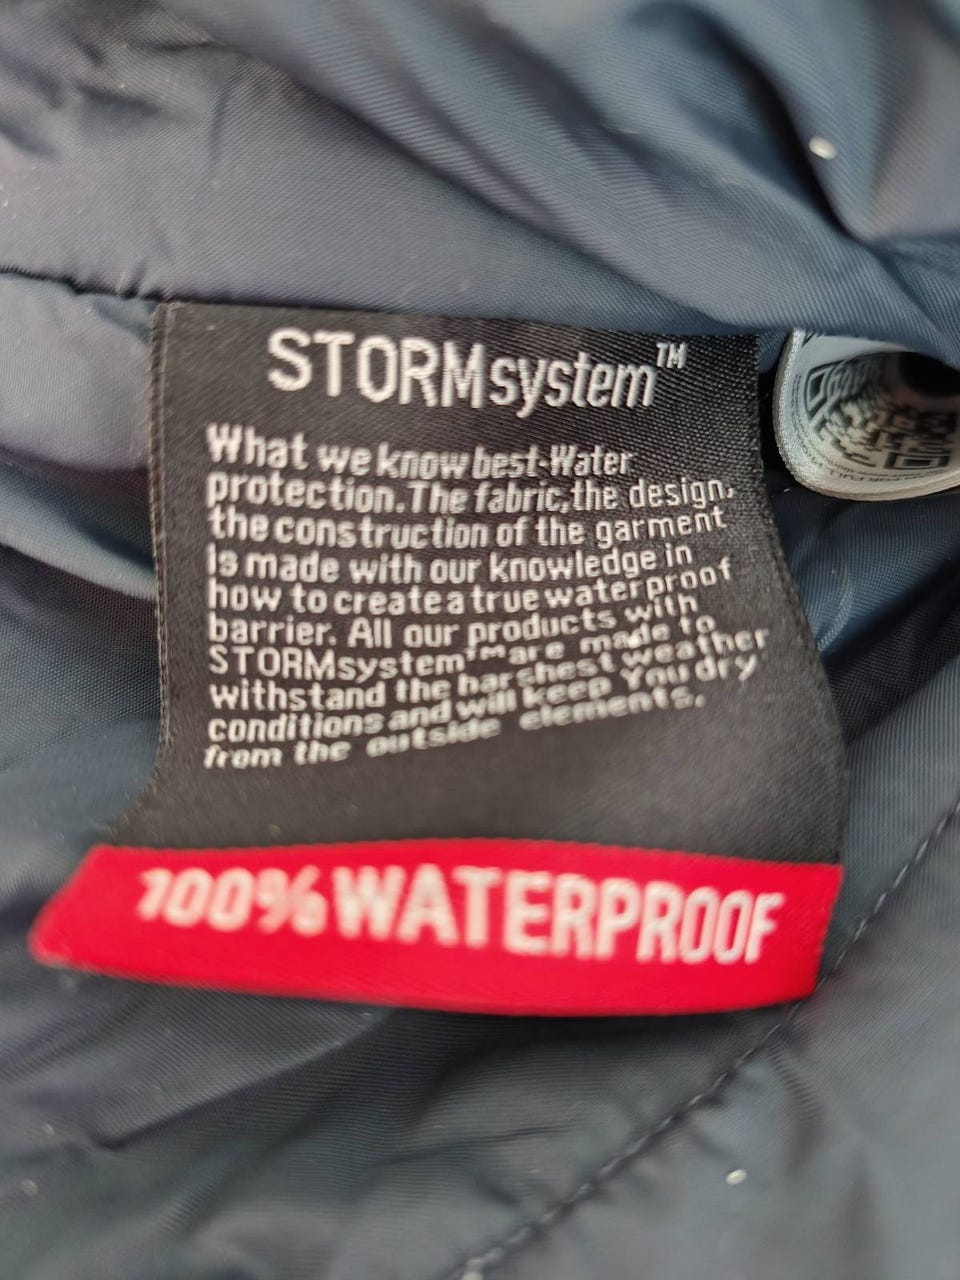 STORMsystem™
What we know best-Water
protection. The fabric, the design,
the construction of the garment
is made with our knowledge in
how to create a true waterproof
barrier. All our products with
STORMsystem™ are made to
withstand the harshest weather
conditions and will keep You dry
from the outside elements.
100% WATERPROOF